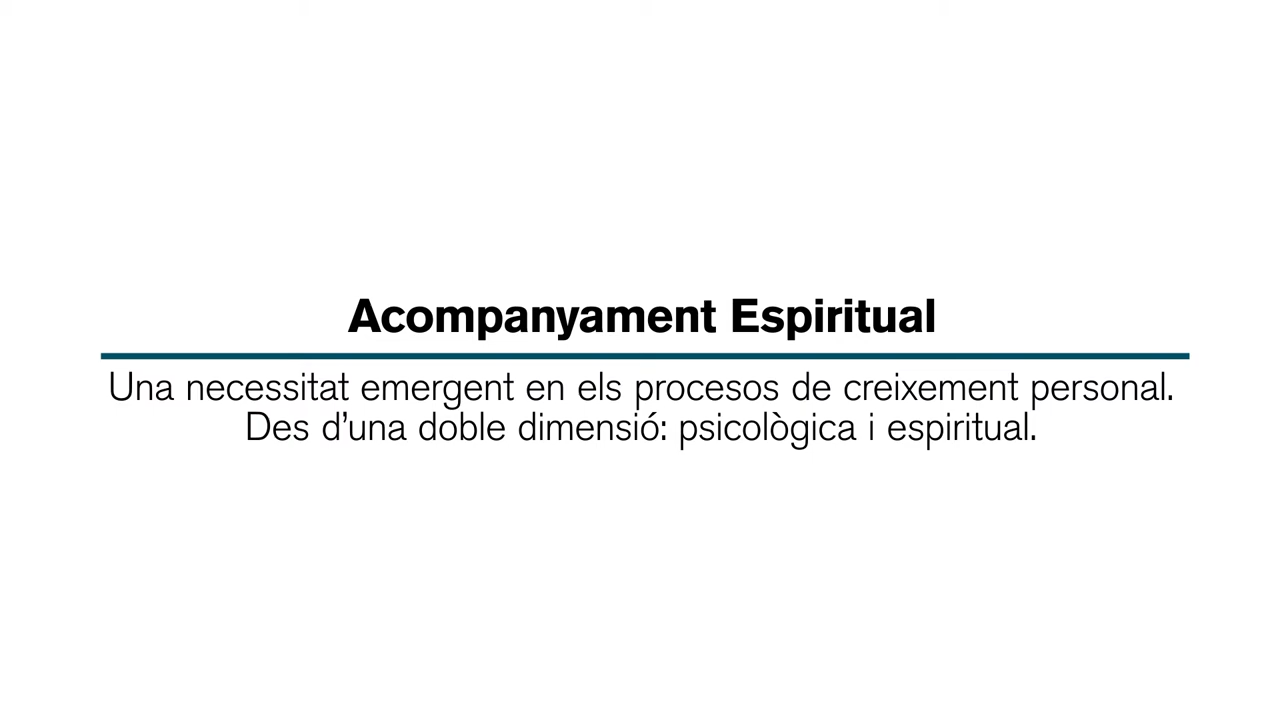 Acompanyament Espiritual
Una necessitat emergent en els procesos de creixement personal.
Des d’una doble dimensió: psicològica i espiritual.